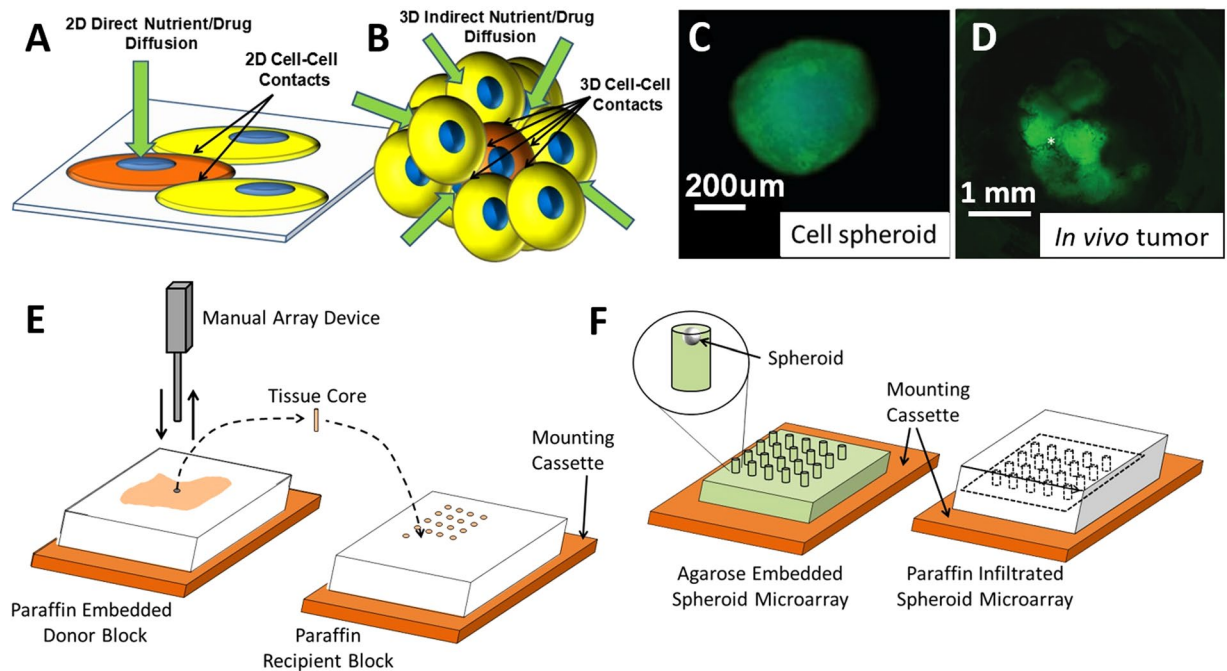 A
2D Direct Nutrient/Drug
Diffusion
2D Cell-Cell
Contacts
B
3D Indirect Nutrient/Drug
Diffusion
3D Cell-Cell
Contacts
C
200um
Cell spheroid
D
*
1 mm
In vivo tumor
E
Manual Array Device
Tissue Core
Mounting
Cassette
Paraffin Embedded
Donor Block
Paraffin
Recipient Block
F
Spheroid
Mounting
Cassette
Agarose Embedded
Spheroid Microarray
Paraffin Infiltrated
Spheroid Microarray